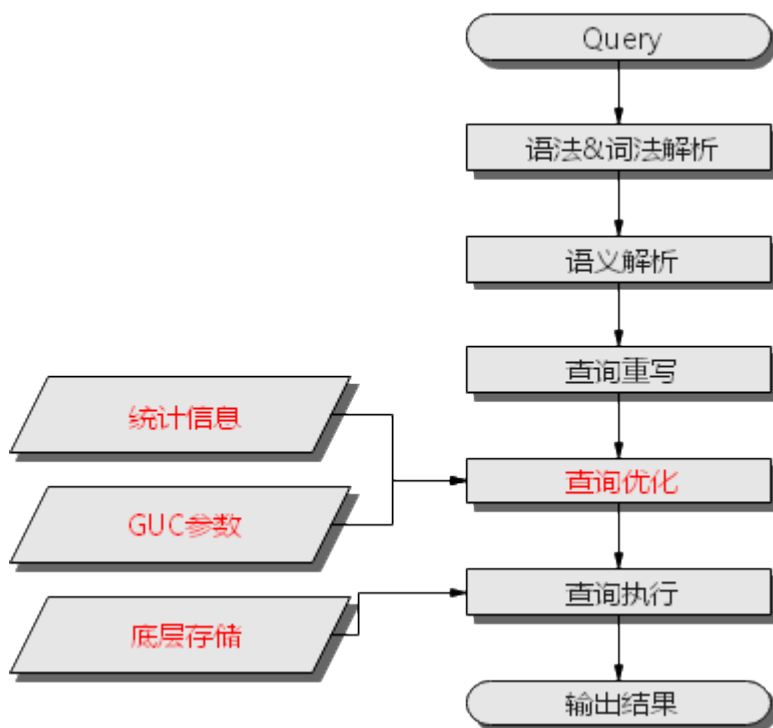 Query
语法&词法解析
语义解析
查询重写
统计信息
查询优化
GUC参数
查询执行
底层存储
输出结果